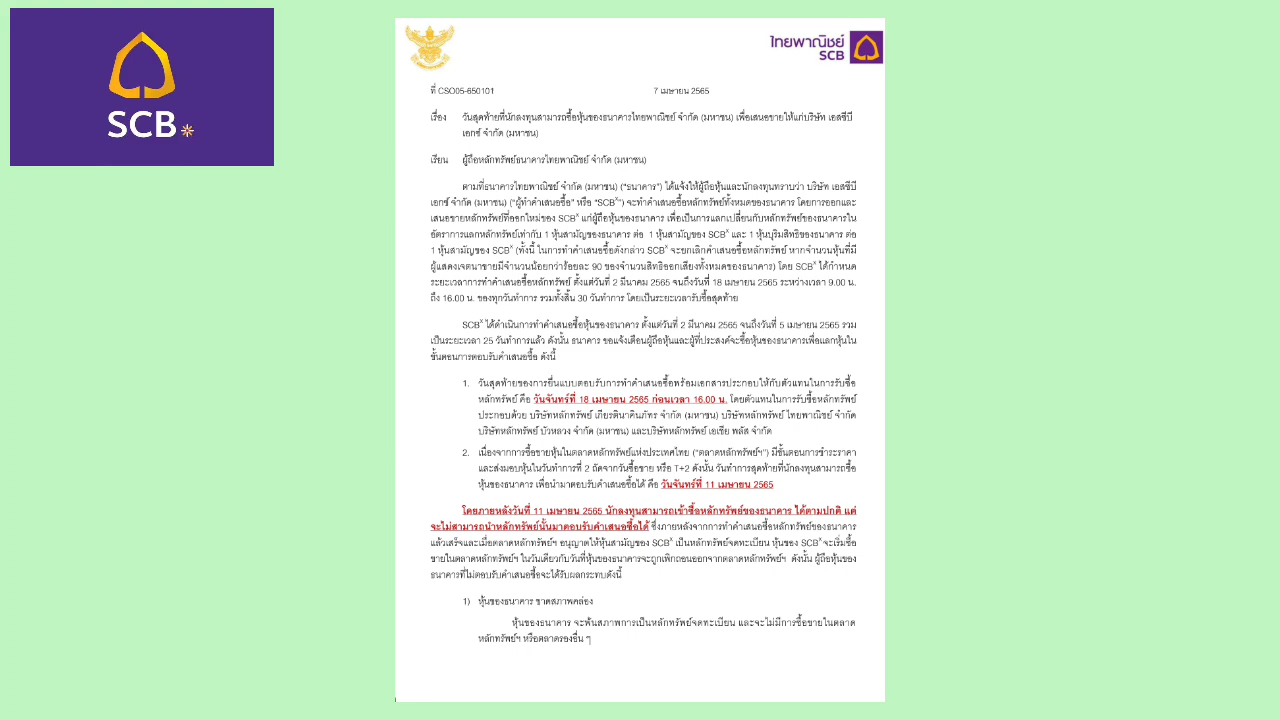 SCB
ไทยพาณิชย์
SCB
ที่ CSO05-650101 7 เมษายน 2565
เรื่อง วันสุดท้ายที่นักลงทุนสามารถซื้อหุ้นของธนาคารไทยพาณิชย์ จำกัด (มหาชน) เพื่อเสนอขายให้แก่บริษัท เอสซีบี
เอกซ์ จำกัด (มหาชน)
เรียน ผู้ถือหลักทรัพย์ธนาคารไทยพาณิชย์ จำกัด (มหาชน)
ตามที่ธนาคารไทยพาณิชย์ จำกัด (มหาชน) ("ธนาคาร") ได้แจ้งให้ผู้ถือหุ้นและนักลงทุนทราบว่า บริษัท เอสซีบี
เอกซ์ จำกัด (มหาชน) ("ผู้ทำคำเสนอซื้อ" หรือ "SCBˣ") จะทำคำเสนอซื้อหลักทรัพย์ทั้งหมดของธนาคาร โดยการออกและ
เสนอขายหลักทรัพย์ที่ออกใหม่ของ SCBˣ แก่ผู้ถือหุ้นของธนาคาร เพื่อเป็นการแลกเปลี่ยนกับหลักทรัพย์ของธนาคารใน
อัตราการแลกหลักทรัพย์เท่ากับ 1 หุ้นสามัญของธนาคาร ต่อ 1 หุ้นสามัญของ SCBˣ และ 1 หุ้นบุริมสิทธิของธนาคาร ต่อ
1 หุ้นสามัญของ SCBˣ (ทั้งนี้ ในการทำคำเสนอซื้อดังกล่าว SCBˣ จะยกเลิกคำเสนอซื้อหลักทรัพย์ หากจำนวนหุ้นที่มี
ผู้แสดงเจตนาขายมีจำนวนน้อยกว่าร้อยละ 90 ของจำนวนสิทธิออกเสียงทั้งหมดของธนาคาร) โดย SCBˣ ได้กำหนด
ระยะเวลาการทำคำเสนอซื้อหลักทรัพย์ ตั้งแต่วันที่ 2 มีนาคม 2565 จนถึงวันที่ 18 เมษายน 2565 ระหว่างเวลา 9.00 น.
ถึง 16.00 น. ของทุกวันทำการ รวมทั้งสิ้น 30 วันทำการ โดยเป็นระยะเวลารับซื้อสุดท้าย
SCBˣ ได้ดำเนินการทำคำเสนอซื้อหุ้นของธนาคาร ตั้งแต่วันที่ 2 มีนาคม 2565 จนถึงวันที่ 5 เมษายน 2565 รวม
เป็นระยะเวลา 25 วันทำการแล้ว ดังนั้น ธนาคาร ขอแจ้งเตือนผู้ถือหุ้นและผู้ที่ประสงค์จะซื้อหุ้นของธนาคารเพื่อแลกหุ้นใน
ขั้นตอนการตอบรับคำเสนอซื้อ ดังนี้
1. วันสุดท้ายของการยื่นแบบตอบรับการทำคำเสนอซื้อพร้อมเอกสารประกอบให้กับตัวแทนในการรับซื้อ
หลักทรัพย์ คือ วันจันทร์ที่ 18 เมษายน 2565 ก่อนเวลา 16.00 น. โดยตัวแทนในการรับซื้อหลักทรัพย์
ประกอบด้วย บริษัทหลักทรัพย์ เกียรตินาคินภัทร จำกัด (มหาชน) บริษัทหลักทรัพย์ ไทยพาณิชย์ จำกัด
บริษัทหลักทรัพย์ บัวหลวง จำกัด (มหาชน) และบริษัทหลักทรัพย์ เอเชีย พลัส จำกัด
2. เนื่องจากการซื้อขายหุ้นในตลาดหลักทรัพย์แห่งประเทศไทย ("ตลาดหลักทรัพย์ฯ") มีขั้นตอนการชำระราคา
และส่งมอบหุ้นในวันทำการที่ 2 ถัดจากวันซื้อขาย หรือ T+2 ดังนั้น วันทำการสุดท้ายที่นักลงทุนสามารถซื้อ
หุ้นของธนาคาร เพื่อนำมาตอบรับคำเสนอซื้อได้ คือ วันจันทร์ที่ 11 เมษายน 2565
โดยภายหลังวันที่ 11 เมษายน 2565 นักลงทุนสามารถเข้าซื้อหลักทรัพย์ของธนาคาร ได้ตามปกติ แต่
จะไม่สามารถนำหลักทรัพย์นั้นมาตอบรับคำเสนอซื้อได้ ซึ่งภายหลังจากการทำคำเสนอซื้อหลักทรัพย์ของธนาคาร
แล้วเสร็จและเมื่อตลาดหลักทรัพย์ฯ อนุญาตให้หุ้นสามัญของ SCBˣ เป็นหลักทรัพย์จดทะเบียน หุ้นของ SCBˣ จะเริ่มซื้อ
ขายในตลาดหลักทรัพย์ฯ ในวันเดียวกับวันที่หุ้นของธนาคารจะถูกเพิกถอนออกจากตลาดหลักทรัพย์ฯ ดังนั้น ผู้ถือหุ้นของ
ธนาคารที่ไม่ตอบรับคำเสนอซื้อจะได้รับผลกระทบดังนี้
1) หุ้นของธนาคาร ขาดสภาพคล่อง
หุ้นของธนาคาร จะพ้นสภาพการเป็นหลักทรัพย์จดทะเบียน และจะไม่มีการซื้อขายในตลาด
หลักทรัพย์ฯ หรือตลาดรองอื่น ๆ